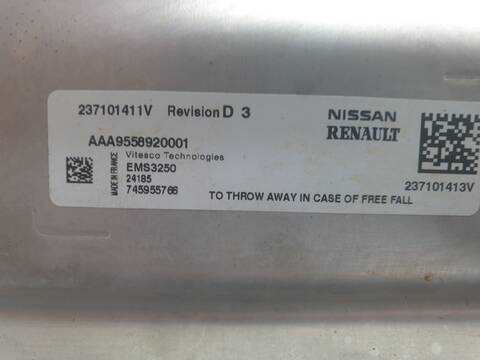 237101411V Revision D 3
NISSAN
RENAULT
AAA9558920001
Vitesco Technologies
EMS3250
24185
745955766
MADE IN FRANCE
237101413V
TO THROW AWAY IN CASE OF FREE FALL